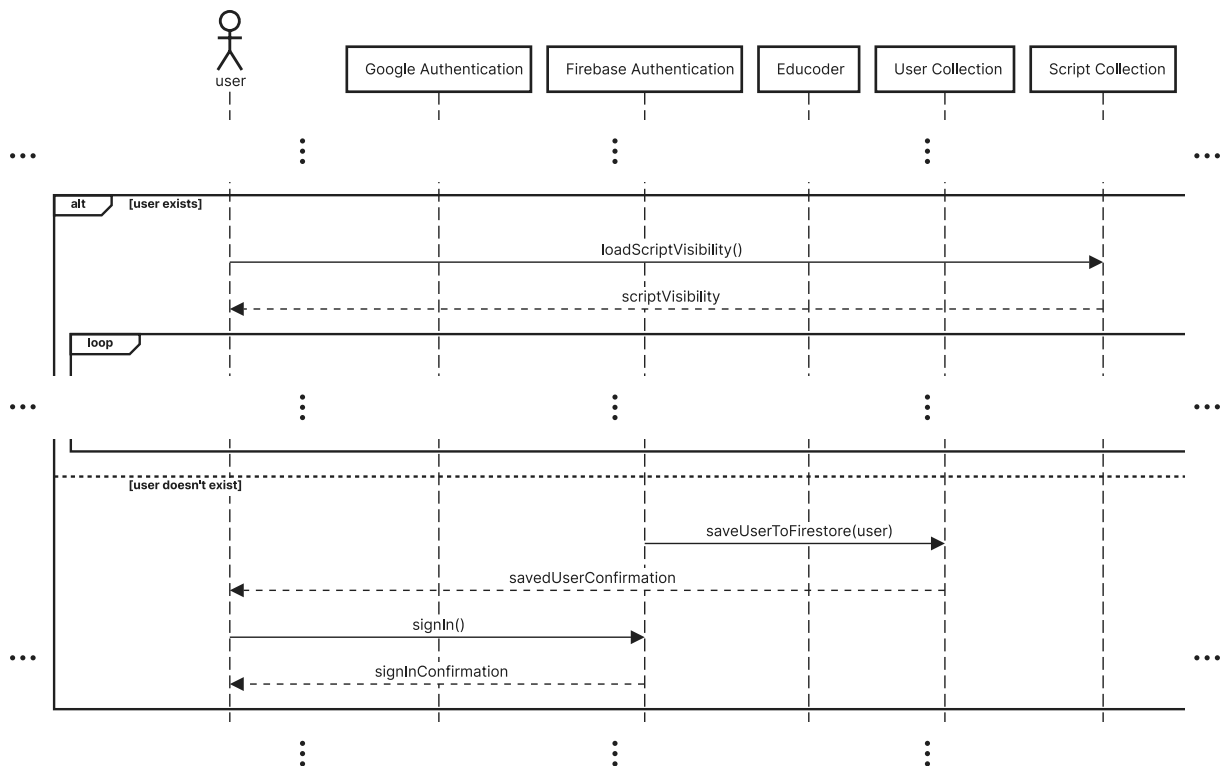 user
Google Authentication
Firebase Authentication
Educoder
User Collection
Script Collection
alt
[user exists]
loadScriptVisibility()
scriptVisibility
loop
[user doesn't exist]
saveUserToFirestore(user)
savedUserConfirmation
signIn()
signInConfirmation